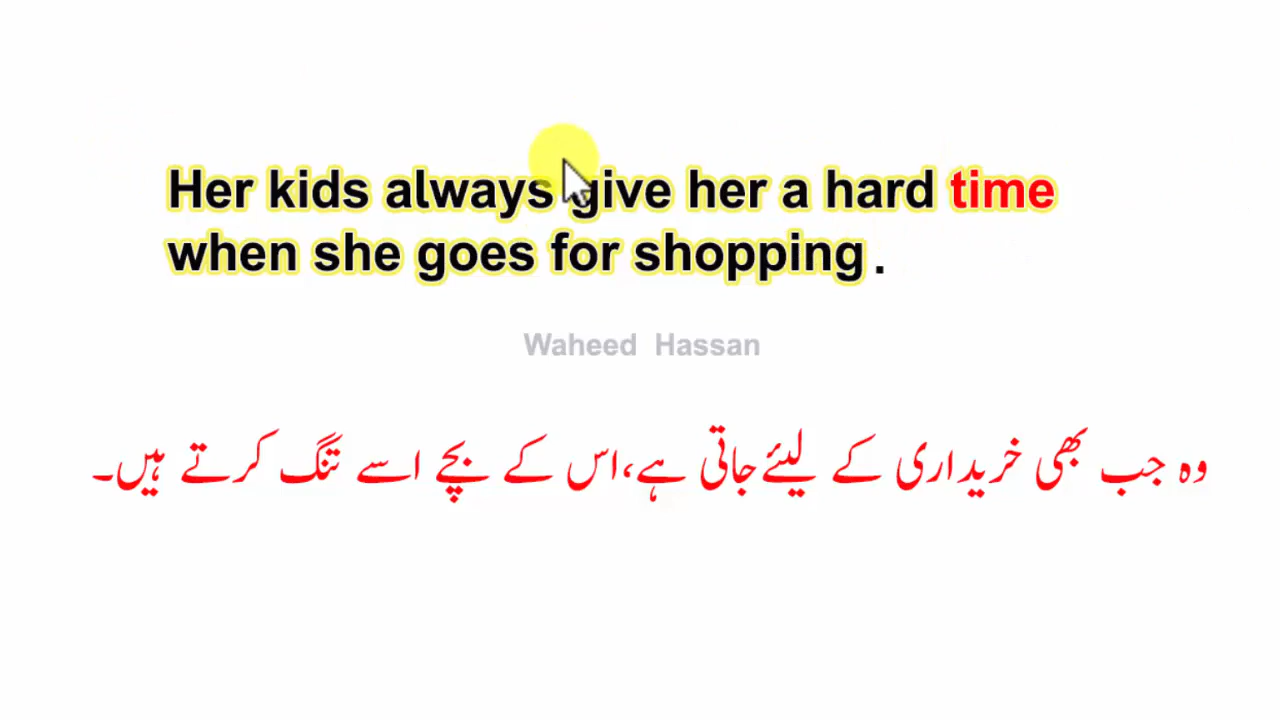 Her kids always give her a hard time
when she goes for shopping .
Waheed Hassan
وہ جب بھی خریداری کے لیئے جاتی ہے،اس کے بچے اسے تنگ کرتے ہیں۔